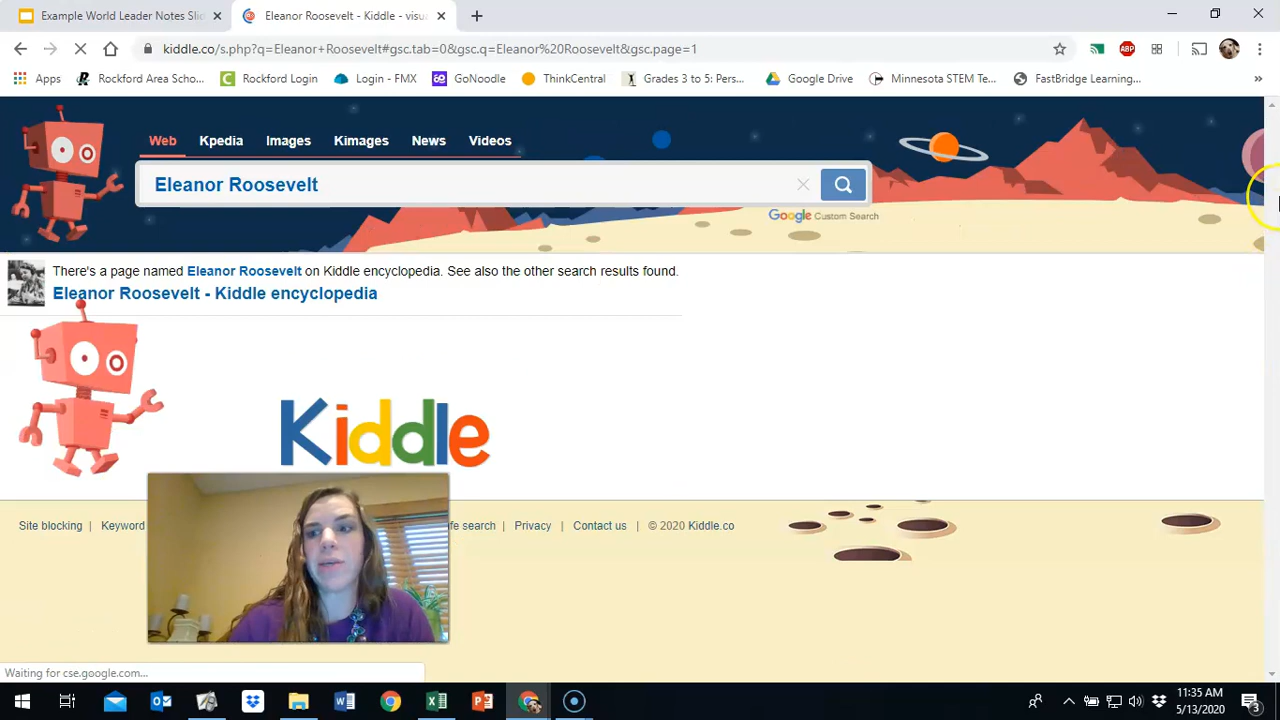 Example World Leader Notes Slid
Eleanor Roosevelt - Kiddle - visu
kiddle.co/s.php?q=Eleanor+Roosevelt#gsc.tab=0&gsc.q=Eleanor%20Roosevelt&gsc.page=1
ABP
Apps
Rockford Area Scho...
Rockford Login
Login - FMX
GoNoodle
ThinkCentral
Grades 3 to 5: Pers...
Google Drive
Minnesota STEM Te...
FastBridge Learning...
Web
Kpedia
Images
Kimages
News
Videos
Eleanor Roosevelt
Google Custom Search
There's a page named Eleanor Roosevelt on Kiddle encyclopedia. See also the other search results found.
Eleanor Roosevelt - Kiddle encyclopedia
Kiddle
Site blocking | Keyword
fe search | Privacy | Contact us | © 2020 Kiddle.co
Waiting for cse.google.com...
11:35 AM
5/13/2020
3